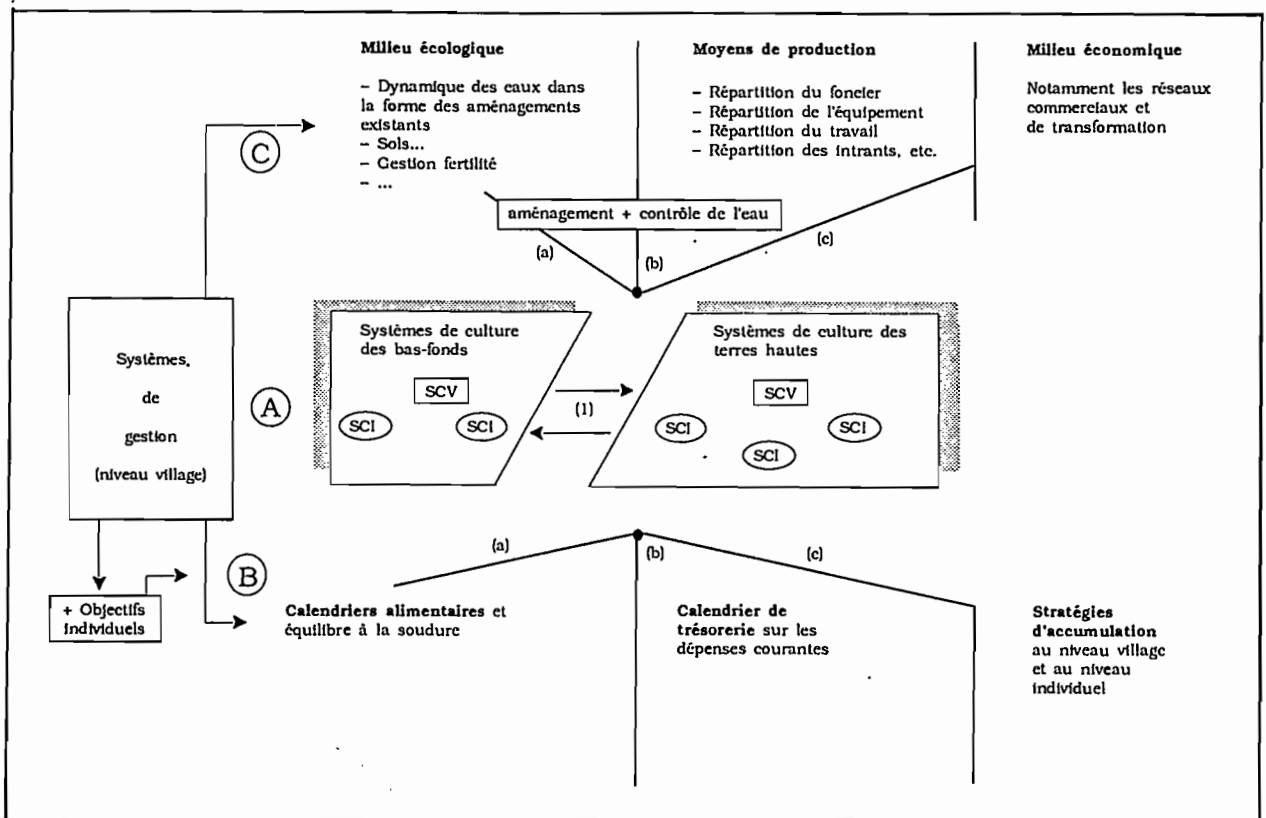 Milieu écologique
– Dynamique des eaux dans
la forme des aménagements
existants
– Sols...
– Gestion fertilité
– ...
Moyens de production
– Répartition du foncier
– Répartition de l'équipement
– Répartition du travail
– Répartition des intrants, etc.
Milieu économique
Notamment les réseaux
commerciaux et
de transformation
C
aménagement + contrôle de l'eau
(a)
(b)
(c)
Systèmes.
de
gestion
(niveau village)
A
Systèmes de culture
des bas-fonds
SCV
SCI
SCI
(1)
Systèmes de culture des
terres hautes
SCV
SCI
SCI
SCI
(a)
(b)
(c)
B
+ Objectifs
individuels
Calendriers alimentaires et
équilibre à la soudure
Calendrier de
trésorerie sur les
dépenses courantes
Stratégies
d'accumulation
au niveau village
et au niveau
individuel